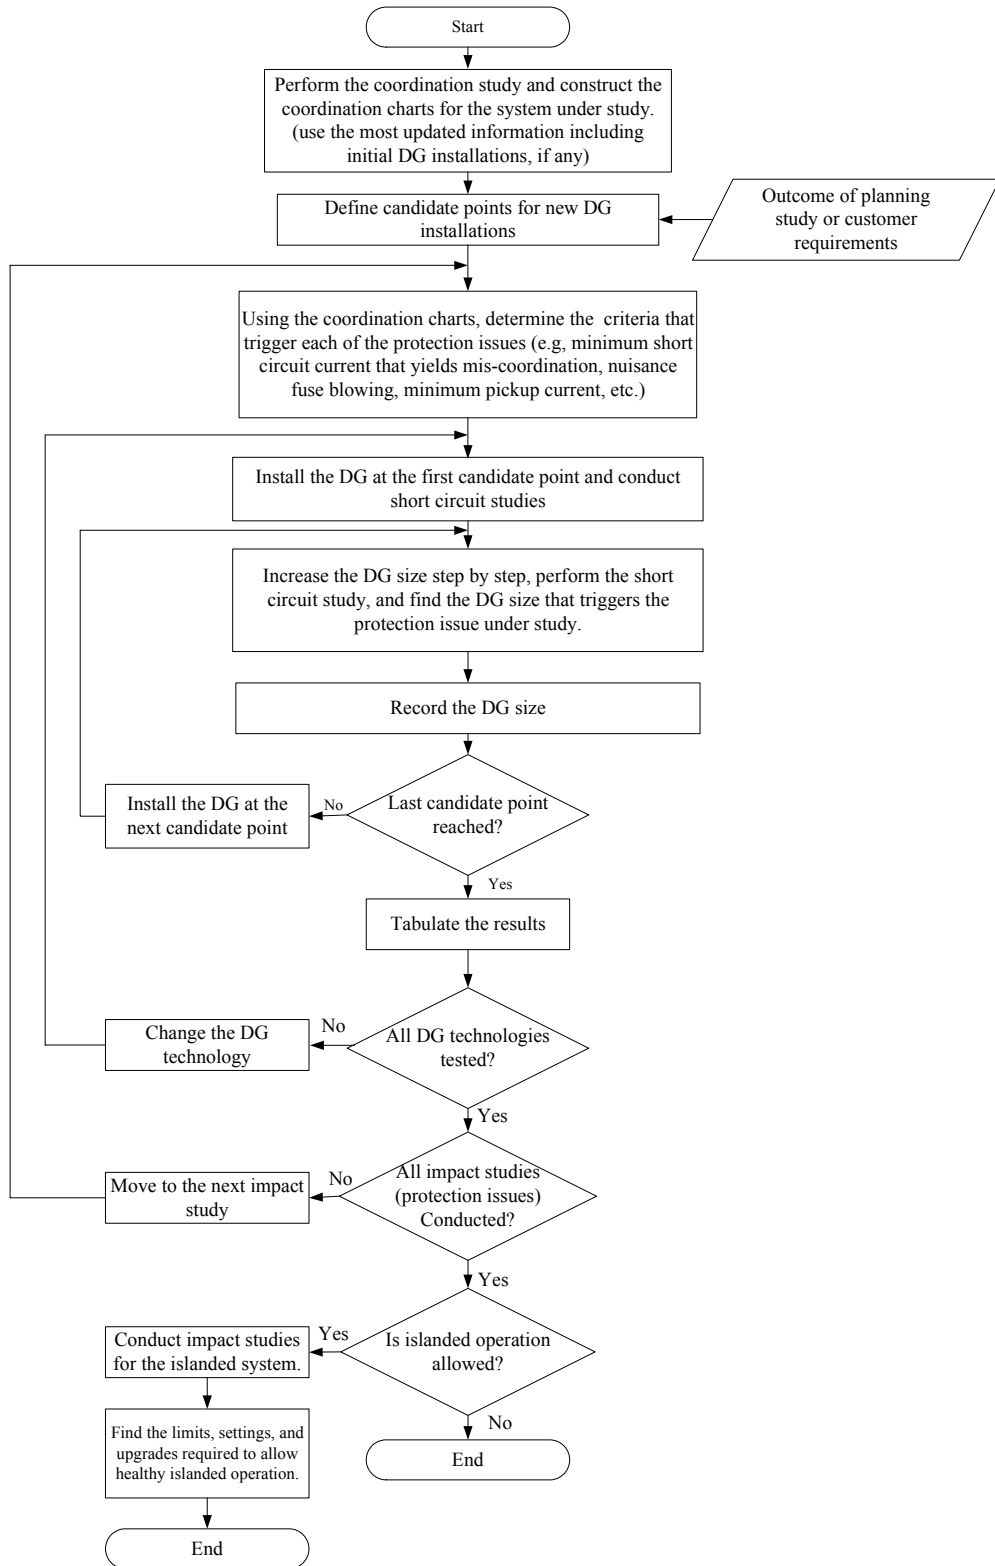 Start
Perform the coordination study and construct the
coordination charts for the system under study.
(use the most updated information including
initial DG installations, if any)
Define candidate points for new DG
installations
Outcome of planning
study or customer
requirements
Using the coordination charts, determine the criteria that
trigger each of the protection issues (e.g, minimum short
circuit current that yields mis-coordination, nuisance
fuse blowing, minimum pickup current, etc.)
Install the DG at the first candidate point and conduct
short circuit studies
Increase the DG size step by step, perform the short
circuit study, and find the DG size that triggers the
protection issue under study.
Record the DG size
Last candidate point
reached?
No
Install the DG at the
next candidate point
Yes
Tabulate the results
All DG technologies
tested?
No
Change the DG
technology
Yes
All impact studies
(protection issues)
Conducted?
No
Move to the next impact
study
Yes
Is islanded operation
allowed?
Yes
Conduct impact studies
for the islanded system.
Find the limits, settings, and
upgrades required to allow
healthy islanded operation.
End
No
End